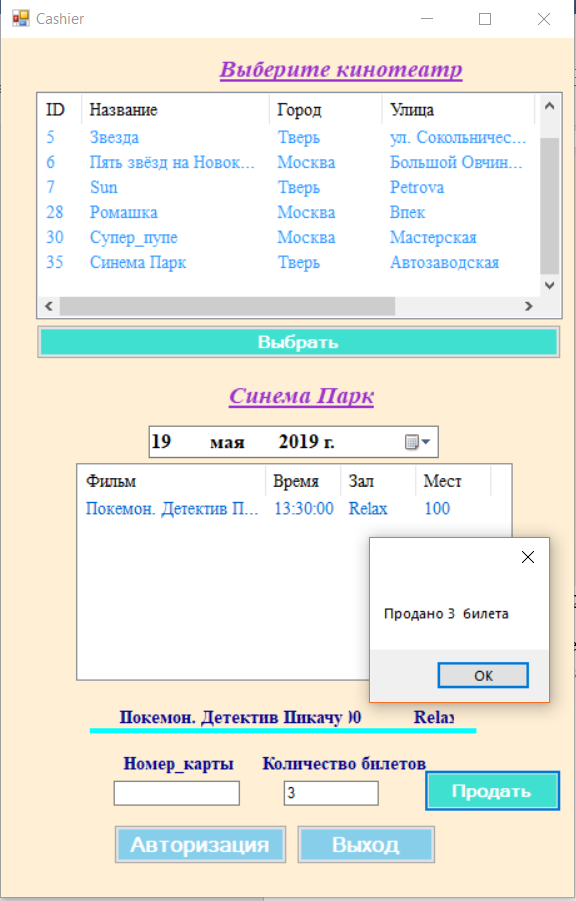 Cashier
Выберите кинотеатр
ID Название Город Улица
5 Звезда Тверь ул. Сокольничес...
6 Пять звёзд на Новок... Москва Большой Овчин...
7 Sun Тверь Petrova
28 Ромашка Москва Впек
30 Супер_пупе Москва Мастерская
35 Синема Парк Тверь Автозаводская
Выбрать
Синема Парк
19 мая 2019 г.
Фильм Время Зал Мест
Покемон. Детектив П... 13:30:00 Relax 100
Продано 3 билета
OK
Покемон. Детектив Пикачу 00 Relax
Номер_карты Количество билетов
3 Продать
Авторизация Выход